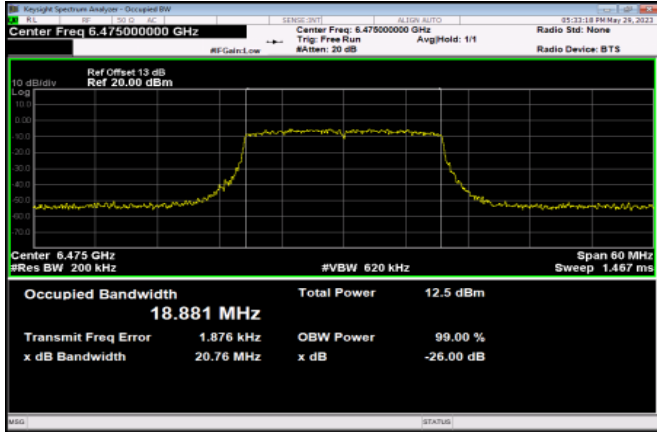 Keysight Spectrum Analyzer - Occupied BW
RL RF 50 Ω AC SENSE:INT ALIGN AUTO 05:33:18 PM May 29, 2023
Center Freq 6.475000000 GHz Center Freq: 6.475000000 GHz Radio Std: None
Trig: Free Run Avg|Hold: 1/1
#IFGain:Low #Atten: 20 dB Radio Device: BTS
Ref Offset 13 dB
10 dB/div Ref 20.00 dBm
Log
10.0
0.00
-10.0
-20.0
-30.0
-40.0
-50.0
-60.0
-70.0
Center 6.475 GHz Span 60 MHz
#Res BW 200 kHz #VBW 620 kHz Sweep 1.467 ms
Occupied Bandwidth Total Power 12.5 dBm
18.881 MHz
Transmit Freq Error 1.876 kHz OBW Power 99.00 %
x dB Bandwidth 20.76 MHz x dB -26.00 dB
MSG STATUS